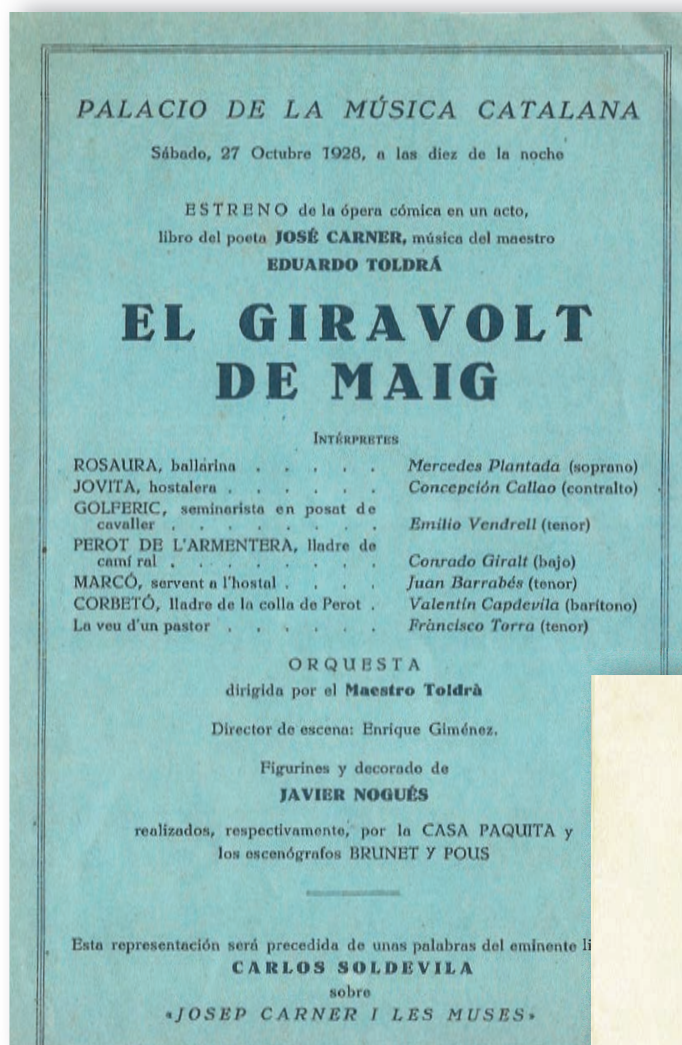 PALACIO DE LA MÚSICA CATALANA
Sábado, 27 Octubre 1928, a las diez de la noche
ESTRENO de la ópera cómica en un acto,
libro del poeta JOSÉ CARNER, música del maestro
EDUARDO TOLDRÁ
EL GIRAVOLT
DE MAIG
INTÉRPRETES
ROSAURA, ballarina . . . . . Mercedes Plantada (soprano)
JOVITA, hostalera . . . . . . Concepción Callao (contralto)
GOLFERIC, seminarista en posat de
cavaller . . . . . . . . Emilio Vendrell (tenor)
PEROT DE L'ARMENTERA, lladre de
camí ral . . . . . . . . Conrado Giralt (bajo)
MARCÓ, servent a l'hostal . . . . Juan Barrabés (tenor)
CORBETÓ, lladre de la colla de Perot . Valentín Capdevila (barítono)
La veu d'un pastor . . . . . . Fràncisco Torra (tenor)
ORQUESTA
dirigida por el Maestro Toldrà
Director de escena: Enrique Giménez.
Figurines y decorado de
JAVIER NOGUÉS
realizados, respectivamente, por la CASA PAQUITA y
los escenógrafos BRUNET Y POUS
Esta representación será precedida de unas palabras del eminente li
CARLOS SOLDEVILA
sobre
«JOSEP CARNER I LES MUSES»